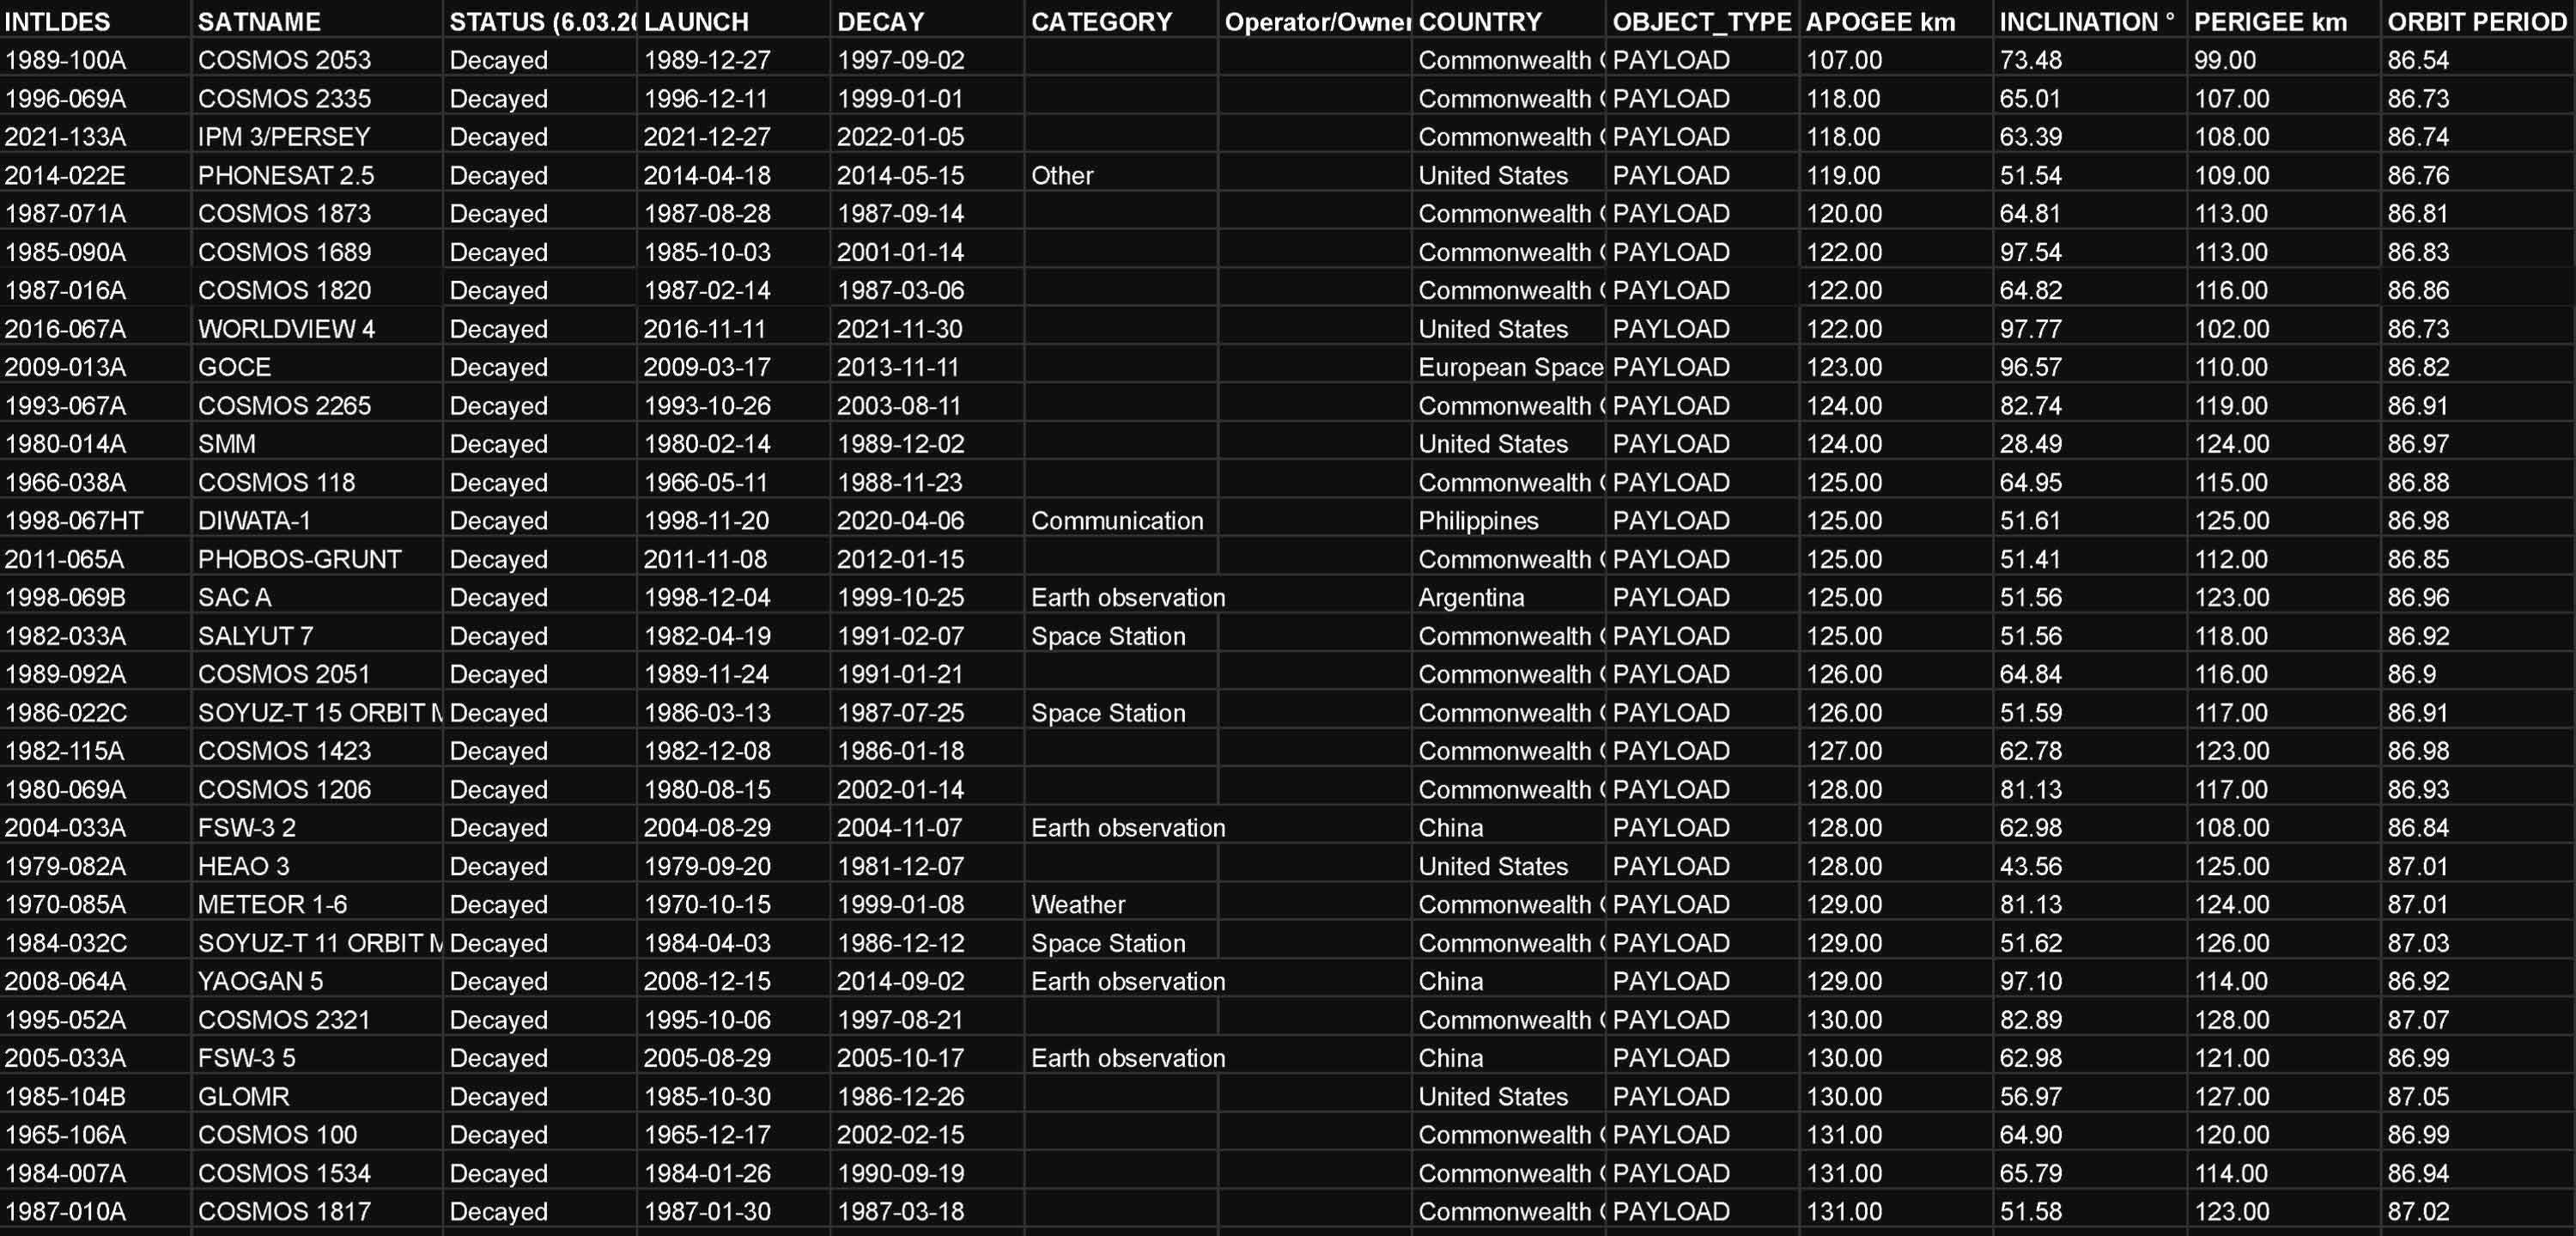 INTLDES SATNAME STATUS (6.03.20 LAUNCH DECAY CATEGORY Operator/Owner COUNTRY OBJECT_TYPE APOGEE km INCLINATION ° PERIGEE km ORBIT PERIOD
1989-100A COSMOS 2053 Decayed 1989-12-27 1997-09-02 Commonwealth PAYLOAD 107.00 73.48 99.00 86.54
1996-069A COSMOS 2335 Decayed 1996-12-11 1999-01-01 Commonwealth PAYLOAD 118.00 65.01 107.00 86.73
2021-133A IPM 3/PERSEY Decayed 2021-12-27 2022-01-05 Commonwealth PAYLOAD 118.00 63.39 108.00 86.74
2014-022E PHONESAT 2.5 Decayed 2014-04-18 2014-05-15 Other United States PAYLOAD 119.00 51.54 109.00 86.76
1987-071A COSMOS 1873 Decayed 1987-08-28 1987-09-14 Commonwealth PAYLOAD 120.00 64.81 113.00 86.81
1985-090A COSMOS 1689 Decayed 1985-10-03 2001-01-14 Commonwealth PAYLOAD 122.00 97.54 113.00 86.83
1987-016A COSMOS 1820 Decayed 1987-02-14 1987-03-06 Commonwealth PAYLOAD 122.00 64.82 116.00 86.86
2016-067A WORLDVIEW 4 Decayed 2016-11-11 2021-11-30 United States PAYLOAD 122.00 97.77 102.00 86.73
2009-013A GOCE Decayed 2009-03-17 2013-11-11 European Space PAYLOAD 123.00 96.57 110.00 86.82
1993-067A COSMOS 2265 Decayed 1993-10-26 2003-08-11 Commonwealth PAYLOAD 124.00 82.74 119.00 86.91
1980-014A SMM Decayed 1980-02-14 1989-12-02 United States PAYLOAD 124.00 28.49 124.00 86.97
1966-038A COSMOS 118 Decayed 1966-05-11 1988-11-23 Commonwealth PAYLOAD 125.00 64.95 115.00 86.88
1998-067HT DIWATA-1 Decayed 1998-11-20 2020-04-06 Communication Philippines PAYLOAD 125.00 51.61 125.00 86.98
2011-065A PHOBOS-GRUNT Decayed 2011-11-08 2012-01-15 Commonwealth PAYLOAD 125.00 51.41 112.00 86.85
1998-069B SAC A Decayed 1998-12-04 1999-10-25 Earth observation Argentina PAYLOAD 125.00 51.56 123.00 86.96
1982-033A SALYUT 7 Decayed 1982-04-19 1991-02-07 Space Station Commonwealth PAYLOAD 125.00 51.56 118.00 86.92
1989-092A COSMOS 2051 Decayed 1989-11-24 1991-01-21 Commonwealth PAYLOAD 126.00 64.84 116.00 86.9
1986-022C SOYUZ-T 15 ORBIT Decayed 1986-03-13 1987-07-25 Space Station Commonwealth PAYLOAD 126.00 51.59 117.00 86.91
1982-115A COSMOS 1423 Decayed 1982-12-08 1986-01-18 Commonwealth PAYLOAD 127.00 62.78 123.00 86.98
1980-069A COSMOS 1206 Decayed 1980-08-15 2002-01-14 Commonwealth PAYLOAD 128.00 81.13 117.00 86.93
2004-033A FSW-3 2 Decayed 2004-08-29 2004-11-07 Earth observation China PAYLOAD 128.00 62.98 108.00 86.84
1979-082A HEAO 3 Decayed 1979-09-20 1981-12-07 United States PAYLOAD 128.00 43.56 125.00 87.01
1970-085A METEOR 1-6 Decayed 1970-10-15 1999-01-08 Weather Commonwealth PAYLOAD 129.00 81.13 124.00 87.01
1984-032C SOYUZ-T 11 ORBIT Decayed 1984-04-03 1986-12-12 Space Station Commonwealth PAYLOAD 129.00 51.62 126.00 87.03
2008-064A YAOGAN 5 Decayed 2008-12-15 2014-09-02 Earth observation China PAYLOAD 129.00 97.10 114.00 86.92
1995-052A COSMOS 2321 Decayed 1995-10-06 1997-08-21 Commonwealth PAYLOAD 130.00 82.89 128.00 87.07
2005-033A FSW-3 5 Decayed 2005-08-29 2005-10-17 Earth observation China PAYLOAD 130.00 62.98 121.00 86.99
1985-104B GLOMR Decayed 1985-10-30 1986-12-26 United States PAYLOAD 130.00 56.97 127.00 87.05
1965-106A COSMOS 100 Decayed 1965-12-17 2002-02-15 Commonwealth PAYLOAD 131.00 64.90 120.00 86.99
1984-007A COSMOS 1534 Decayed 1984-01-26 1990-09-19 Commonwealth PAYLOAD 131.00 65.79 114.00 86.94
1987-010A COSMOS 1817 Decayed 1987-01-30 1987-03-18 Commonwealth PAYLOAD 131.00 51.58 123.00 87.02